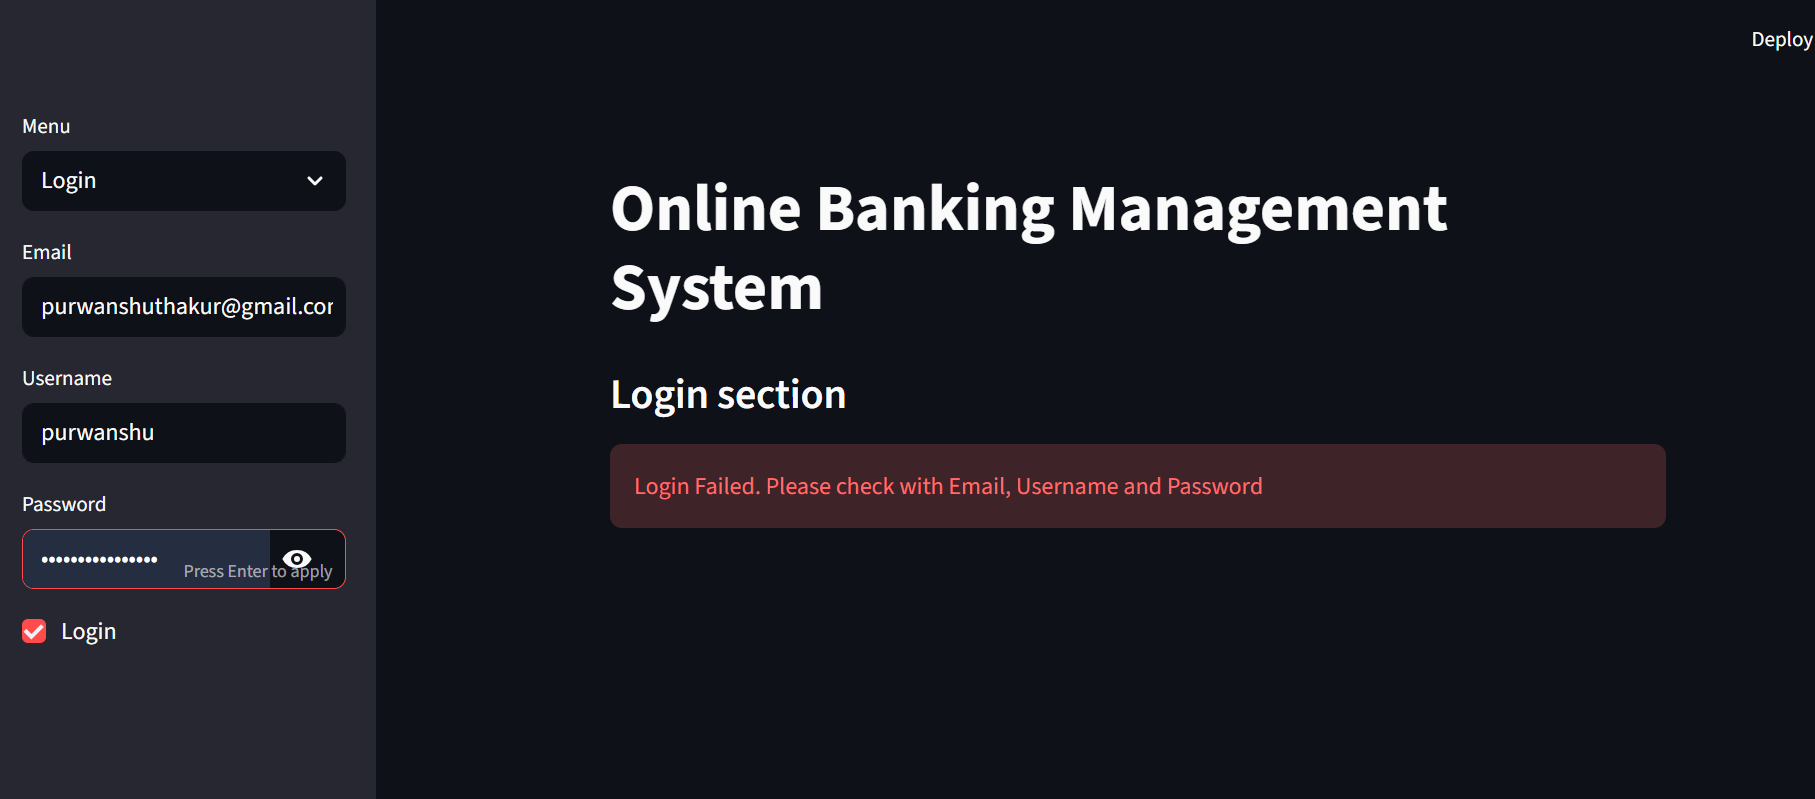 Deploy
Menu
Login
Email
purwanshuthakur@gmail.cor
Username
purwanshu
Password
••••••••••••••••
Press Enter to apply
Login
Online Banking Management
System
Login section
Login Failed. Please check with Email, Username and Password